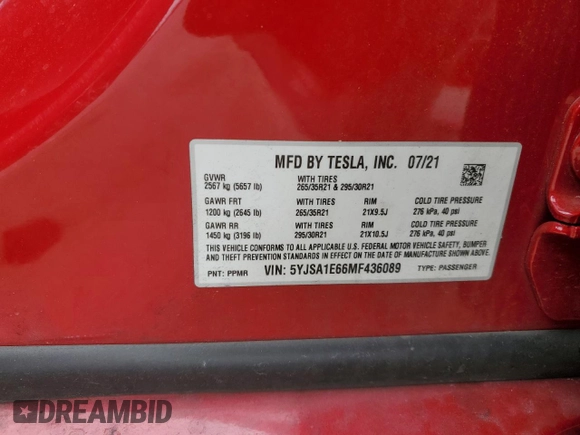 MFD BY TESLA, INC. 07/21
GVWR WITH TIRES
2567 kg (5657 lb) 265/35R21 & 295/30R21
GAWR FRT WITH TIRES RIM COLD TIRE PRESSURE
1200 kg (2645 lb) 265/35R21 21X9.5J 276 kPa, 40 psi
GAWR RR WITH TIRES RIM COLD TIRE PRESSURE
1450 kg (3196 lb) 295/30R21 21X10.5J 276 kPa, 40 psi
THIS VEHICLE CONFORMS TO ALL APPLICABLE U.S. FEDERAL MOTOR VEHICLE SAFETY, BUMPER
AND THEFT PREVENTION STANDARDS IN EFFECT ON THE DATE OF MANUFACTURE SHOWN ABOVE.
PNT: PPMR VIN: 5YJSA1E66MF436089 TYPE: PASSENGER
DREAMBID